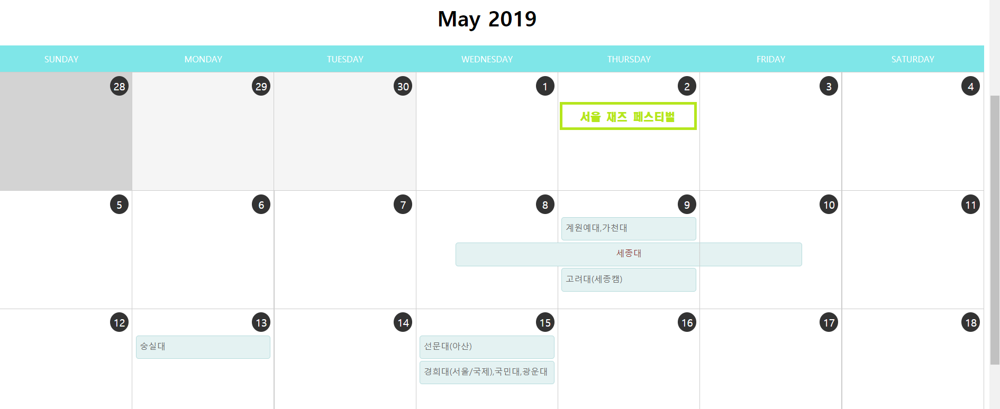 May 2019
SUNDAY MONDAY TUESDAY WEDNESDAY THURSDAY FRIDAY SATURDAY
28 29 30 1 2 3 4
서울 재즈 페스티벌
5 6 7 8 9 10 11
계원예대,가천대
세종대
고려대(세종캠)
12 13 14 15 16 17 18
숭실대 선문대(아산)
경희대(서울/국제),국민대,광운대